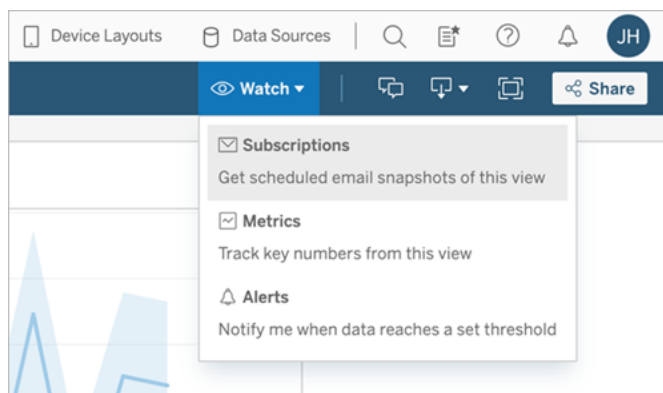 Device Layouts Data Sources JH
Watch Share
Subscriptions
Get scheduled email snapshots of this view
Metrics
Track key numbers from this view
Alerts
Notify me when data reaches a set threshold